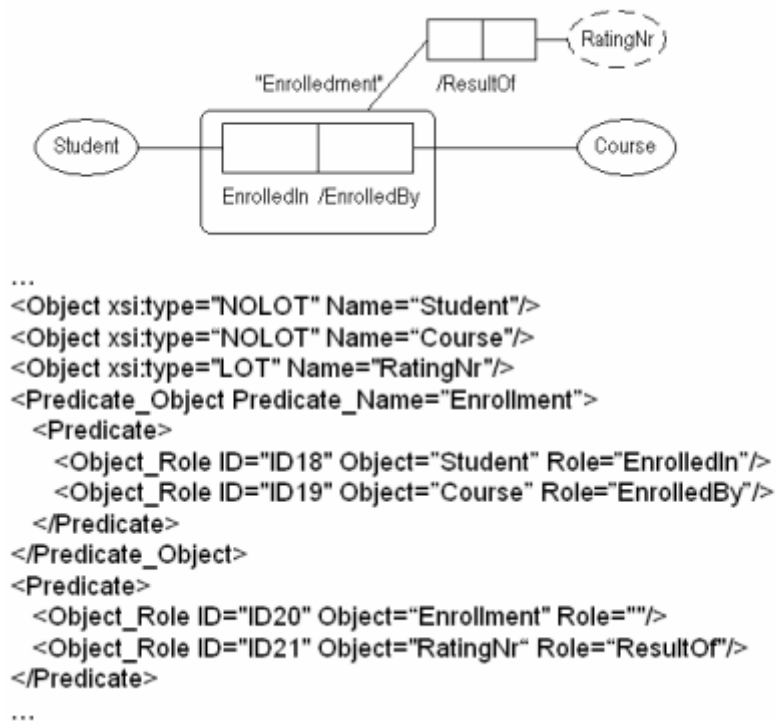 RatingNr
"Enrolledment" /ResultOf
Student Course
EnrolledIn /EnrolledBy
...
<Object xsi:type="NOLOT" Name=“Student"/>
<Object xsi:type=“NOLOT" Name=“Course"/>
<Object xsi:type="LOT" Name="RatingNr"/>
<Predicate_Object Predicate_Name="Enrollment">
<Predicate>
<Object_Role ID="ID18" Object="Student" Role="EnrolledIn"/>
<Object_Role ID="ID19" Object="Course" Role="EnrolledBy"/>
</Predicate>
</Predicate_Object>
<Predicate>
<Object_Role ID="ID20" Object=“Enrollment" Role=""/>
<Object_Role ID="ID21" Object="RatingNr“ Role=“ResultOf"/>
</Predicate>
...